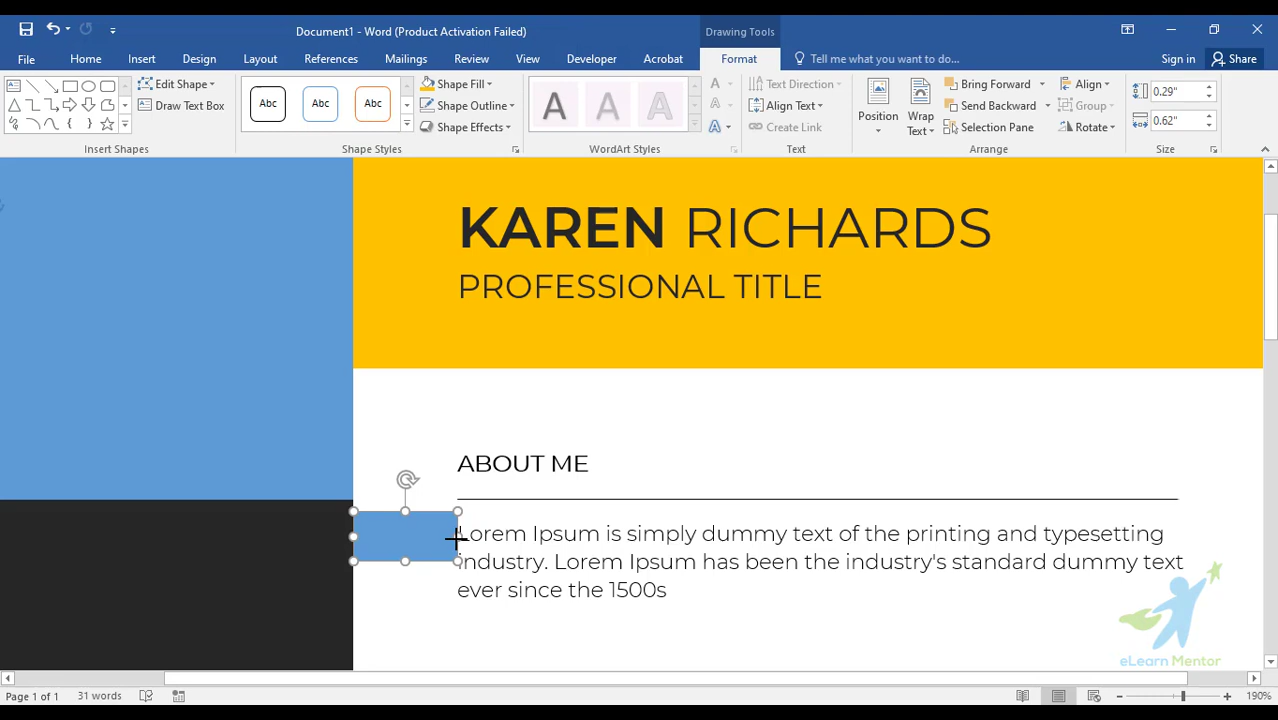 Document1 - Word (Product Activation Failed)
Drawing Tools
File
Home
Insert
Design
Layout
References
Mailings
Review
View
Developer
Acrobat
Format
Tell me what you want to do...
Sign in
Share
Edit Shape
Draw Text Box
Insert Shapes
Abc
Abc
Abc
Shape Fill
Shape Outline
Shape Effects
Shape Styles
A
A
A
WordArt Styles
Text Direction
Align Text
Create Link
Text
Position
Wrap
Text
Bring Forward
Send Backward
Selection Pane
Align
Group
Rotate
Arrange
0.29"
0.62"
Size
KAREN RICHARDS
PROFESSIONAL TITLE
ABOUT ME
Lorem Ipsum is simply dummy text of the printing and typesetting
industry. Lorem Ipsum has been the industry's standard dummy text
ever since the 1500s
eLearn Mentor
Page 1 of 1
31 words
190%